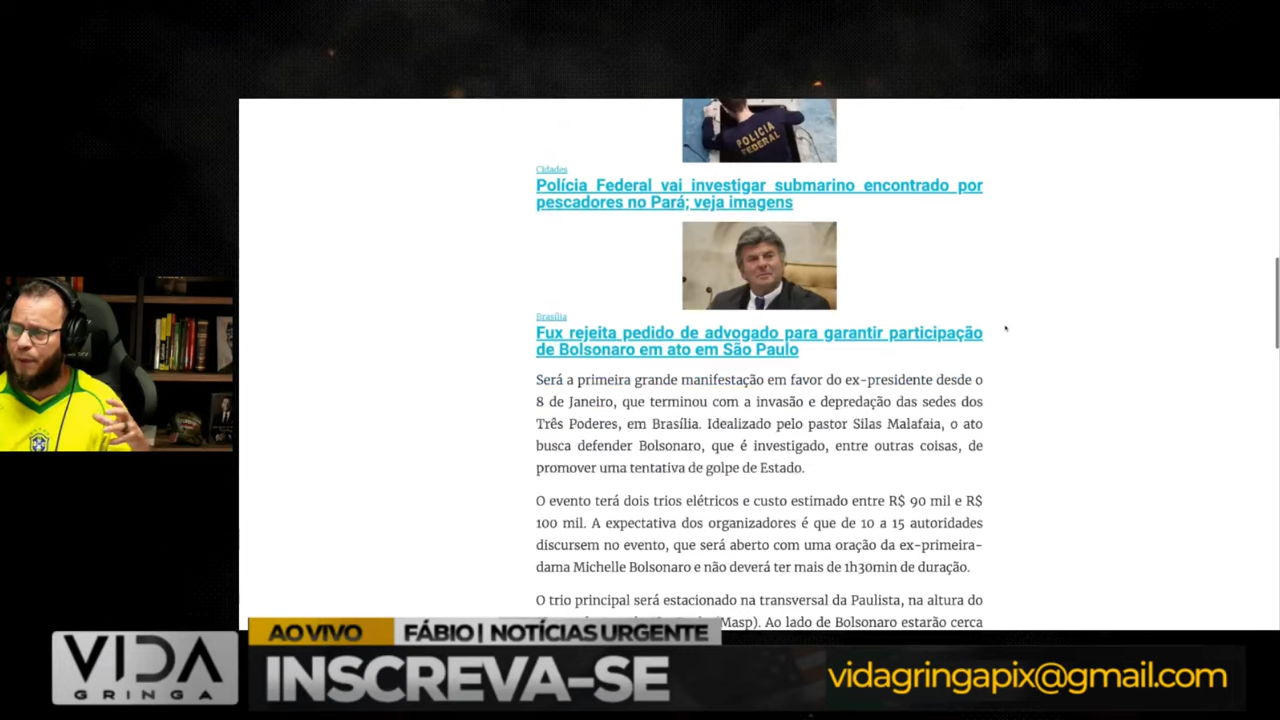 POLICIA
FEDERAL
Cidades
Polícia Federal vai investigar submarino encontrado por
pescadores no Pará; veja imagens
Brasília
Fux rejeita pedido de advogado para garantir participação
de Bolsonaro em ato em São Paulo
Será a primeira grande manifestação em favor do ex-presidente desde o
8 de Janeiro, que terminou com a invasão e depredação das sedes dos
Três Poderes, em Brasília. Idealizado pelo pastor Silas Malafaia, o ato
busca defender Bolsonaro, que é investigado, entre outras coisas, de
promover uma tentativa de golpe de Estado.
O evento terá dois trios elétricos e custo estimado entre R$ 90 mil e R$
100 mil. A expectativa dos organizadores é que de 10 a 15 autoridades
discursem no evento, que será aberto com uma oração da ex-primeira-
dama Michelle Bolsonaro e não deverá ter mais de 1h30min de duração.
O trio principal será estacionado na transversal da Paulista, na altura do
(Masp). Ao lado de Bolsonaro estarão cerca
AO VIVO
FÁBIO | NOTÍCIAS URGENTE
VIDA
GRINGA
INSCREVA-SE
vidagringapix@gmail.com